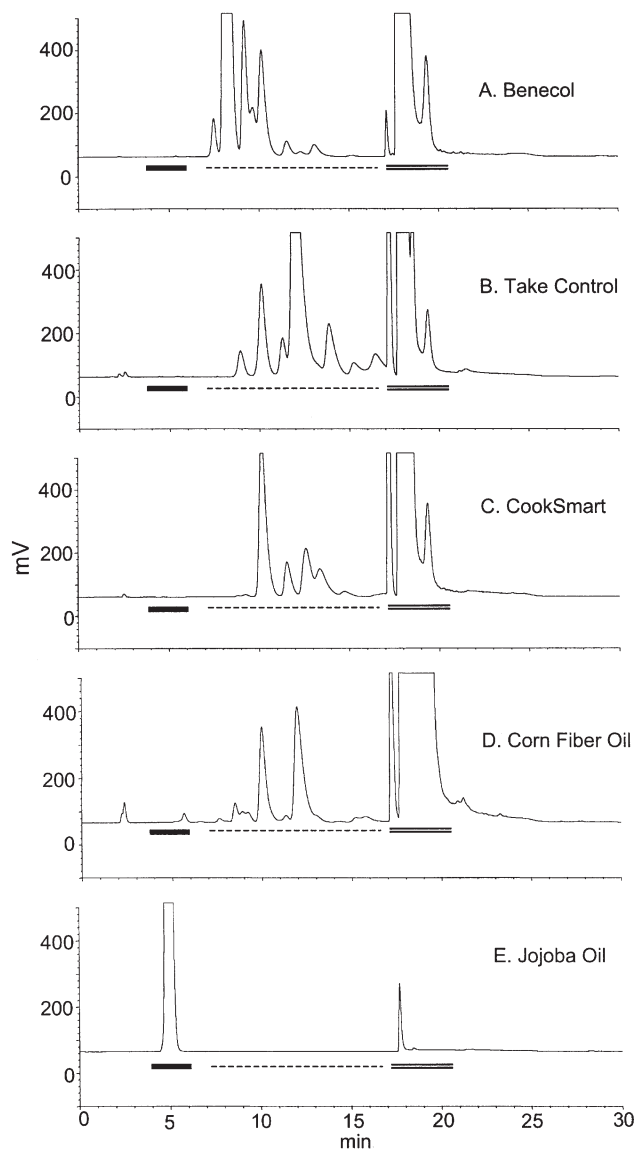 400
A. Benecol
200
0
400
B. Take Control
200
0
400
C. CookSmart
mV
200
0
400
D. Corn Fiber Oil
200
0
400
E. Jojoba Oil
200
0
0 5 10 15 20 25 30
min